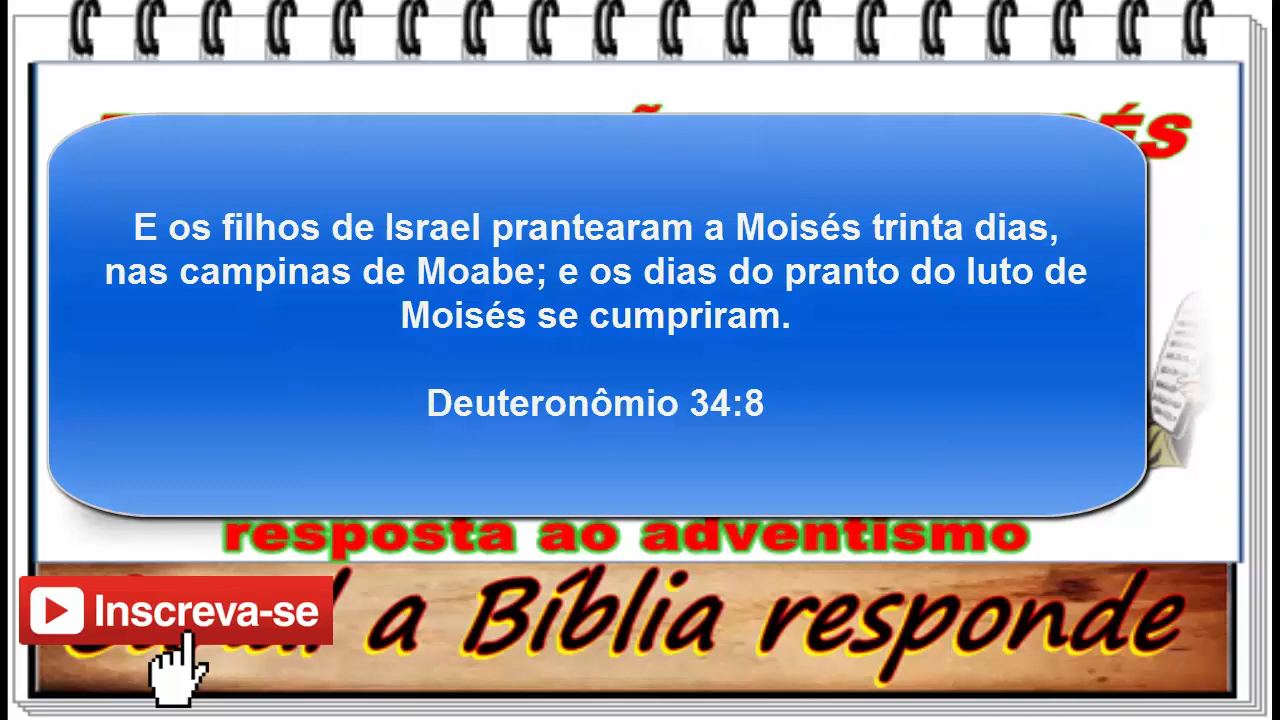 E os filhos de Israel prantearam a Moisés trinta dias,
nas campinas de Moabe; e os dias do pranto do luto de
Moisés se cumpriram.
Deuteronômio 34:8
resposta ao adventismo
Inscreva-se
a Bíblia responde